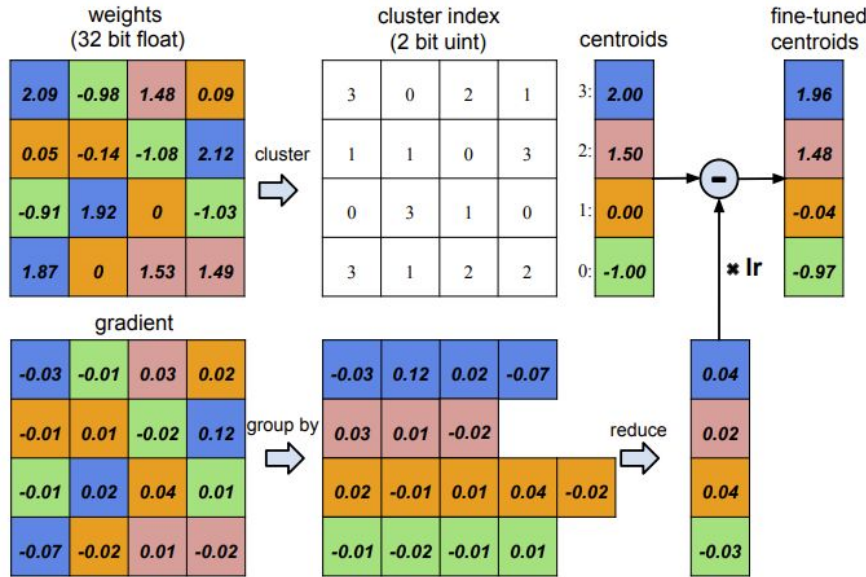 weights
(32 bit float)
cluster index
(2 bit uint)
centroids
fine-tuned
centroids
2.09 -0.98 1.48 0.09
3 0 2 1
3: 2.00
1.96
0.05 -0.14 -1.08 2.12
cluster
1 1 0 3
2: 1.50
1.48
-0.91 1.92 0 -1.03
0 3 1 0
1: 0.00
-0.04
1.87 0 1.53 1.49
3 1 2 2
0: -1.00
-0.97
-
× lr
gradient
-0.03 -0.01 0.03 0.02
-0.03 0.12 0.02 -0.07
0.04
-0.01 0.01 -0.02 0.12
group by
0.03 0.01 -0.02
reduce
0.02
-0.01 0.02 0.04 0.01
0.02 -0.01 0.01 0.04 -0.02
0.04
-0.07 -0.02 0.01 -0.02
-0.01 -0.02 -0.01 0.01
-0.03